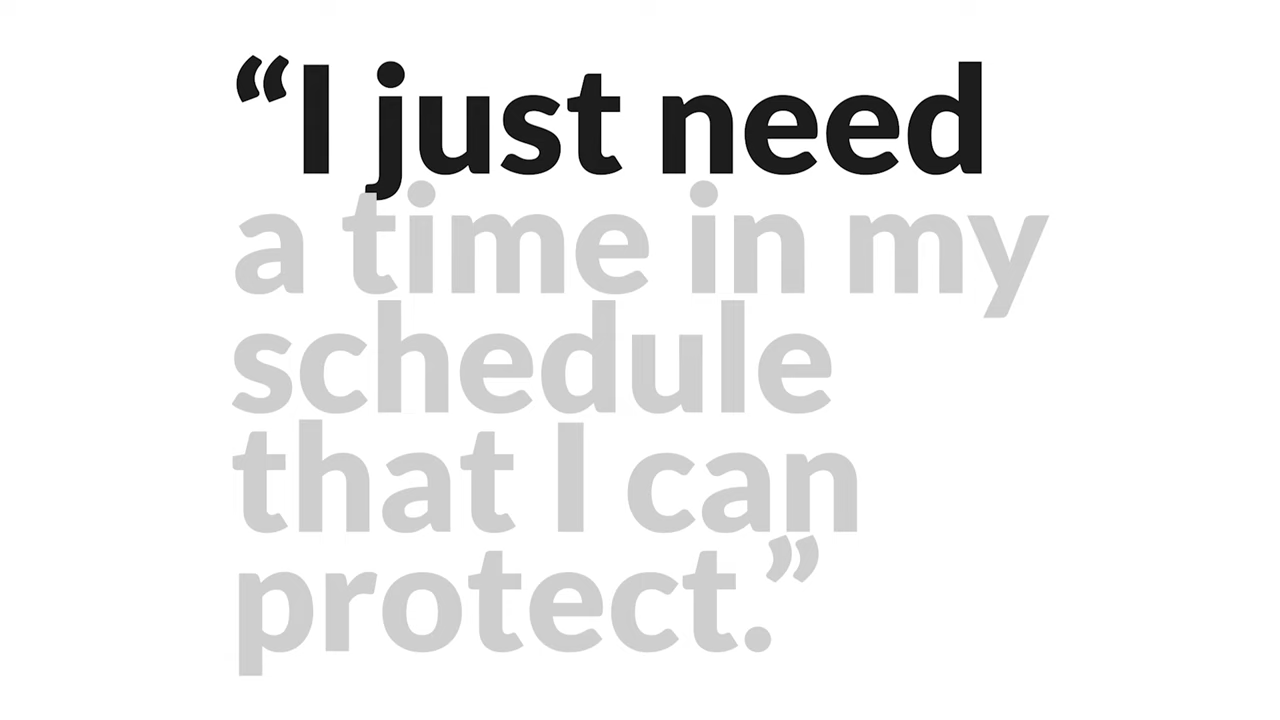 “I just need
a time in my
schedule
that I can
protect.”